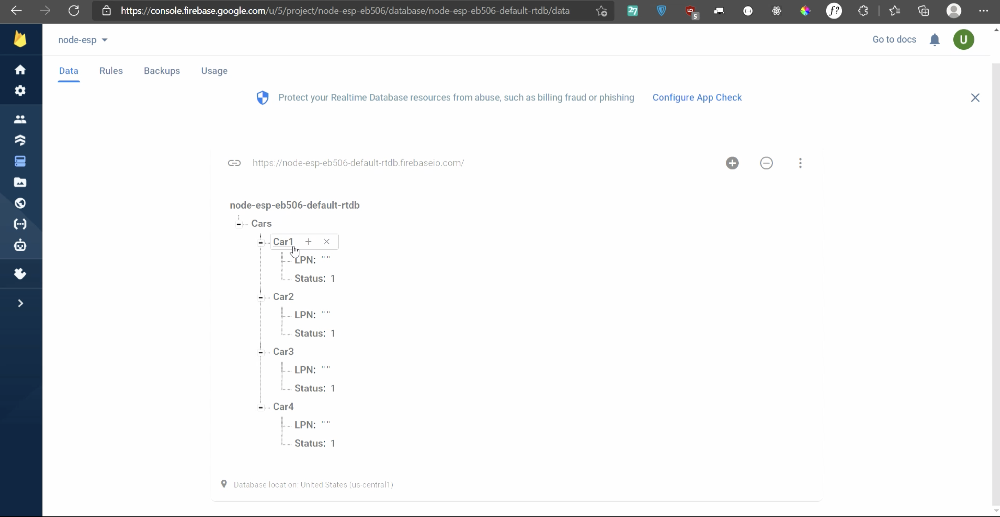 https://console.firebase.google.com/u/5/project/node-esp-eb506/database/node-esp-eb506-default-rtdb/data
27
UD
5
f?
node-esp
Go to docs
U
Data
Rules
Backups
Usage
Protect your Realtime Database resources from abuse, such as billing fraud or phishing
Configure App Check
https://node-esp-eb506-default-rtdb.firebaseio.com/
node-esp-eb506-default-rtdb
Cars
Car1
LPN: ""
Status: 1
Car2
LPN: ""
Status: 1
Car3
LPN: ""
Status: 1
Car4
LPN: ""
Status: 1
Database location: United States (us-central1)